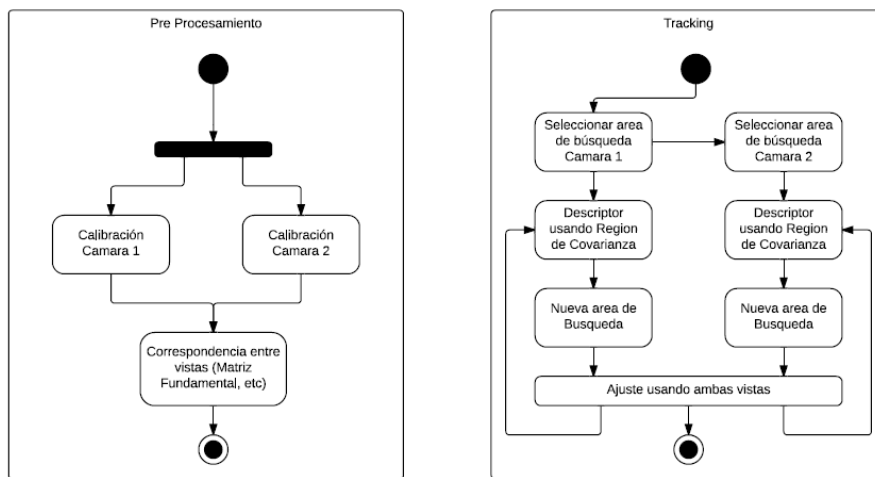 Pre Procesamiento
Calibración
Camara 1
Calibración
Camara 2
Correspondencia entre
vistas (Matriz
Fundamental, etc)
Tracking
Seleccionar area
de búsqueda
Camara 1
Seleccionar area
de búsqueda
Camara 2
Descriptor
usando Region
de Covarianza
Descriptor
usando Region
de Covarianza
Nueva area de
Busqueda
Nueva area de
Busqueda
Ajuste usando ambas vistas